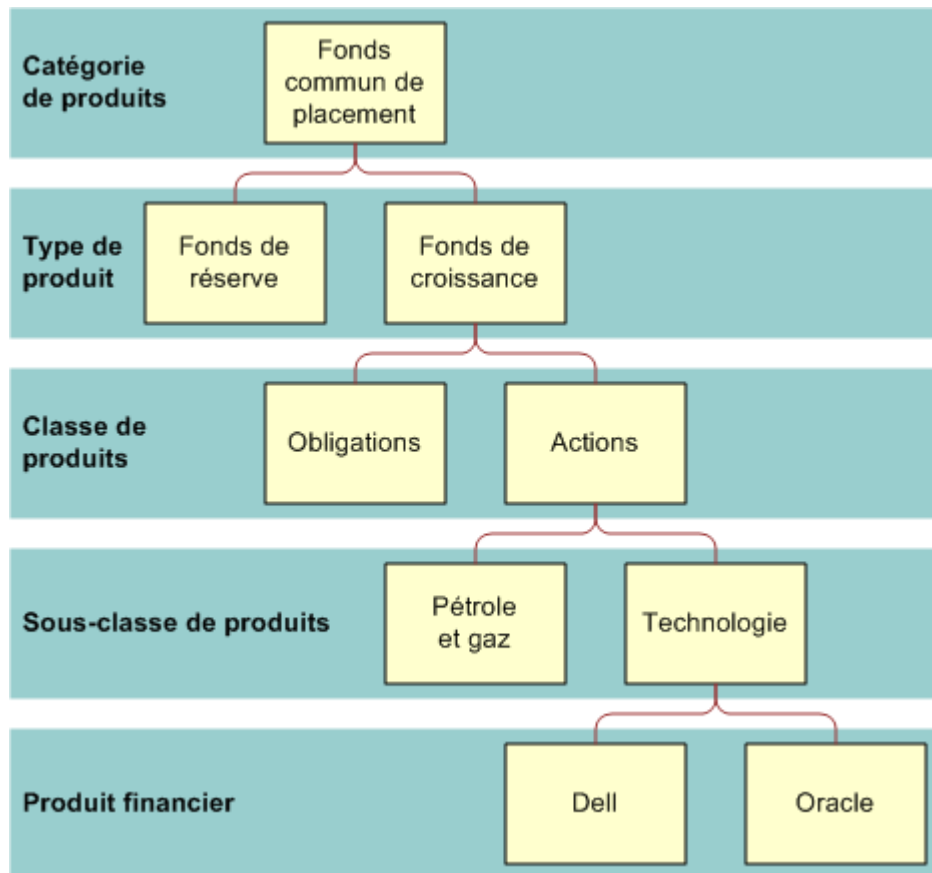 Catégorie
de produits
Fonds
commun de
placement
Type de
produit
Fonds de
réserve
Fonds de
croissance
Classe de
produits
Obligations
Actions
Sous-classe de produits
Pétrole
et gaz
Technologie
Produit financier
Dell
Oracle